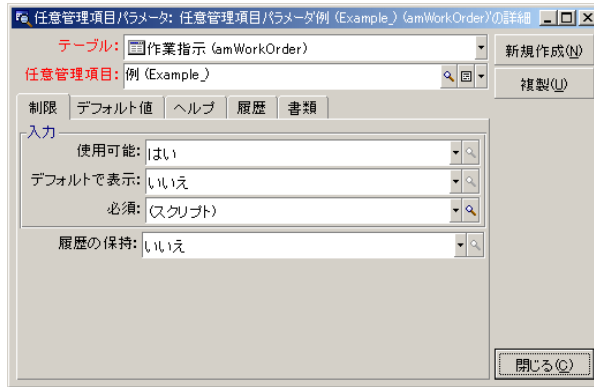 任意管理項目パラメータ: 任意管理項目パラメータ'例 (Example_) (amWorkOrder)'の詳細
テーブル: 作業指示 (amWorkOrder)
新規作成(N)
任意管理項目: 例 (Example_)
複製(U)
制限 デフォルト値 ヘルプ 履歴 書類
入力
使用可能: はい
デフォルトで表示: いいえ
必須: (スクリプト)
履歴の保持: いいえ
閉じる(C)